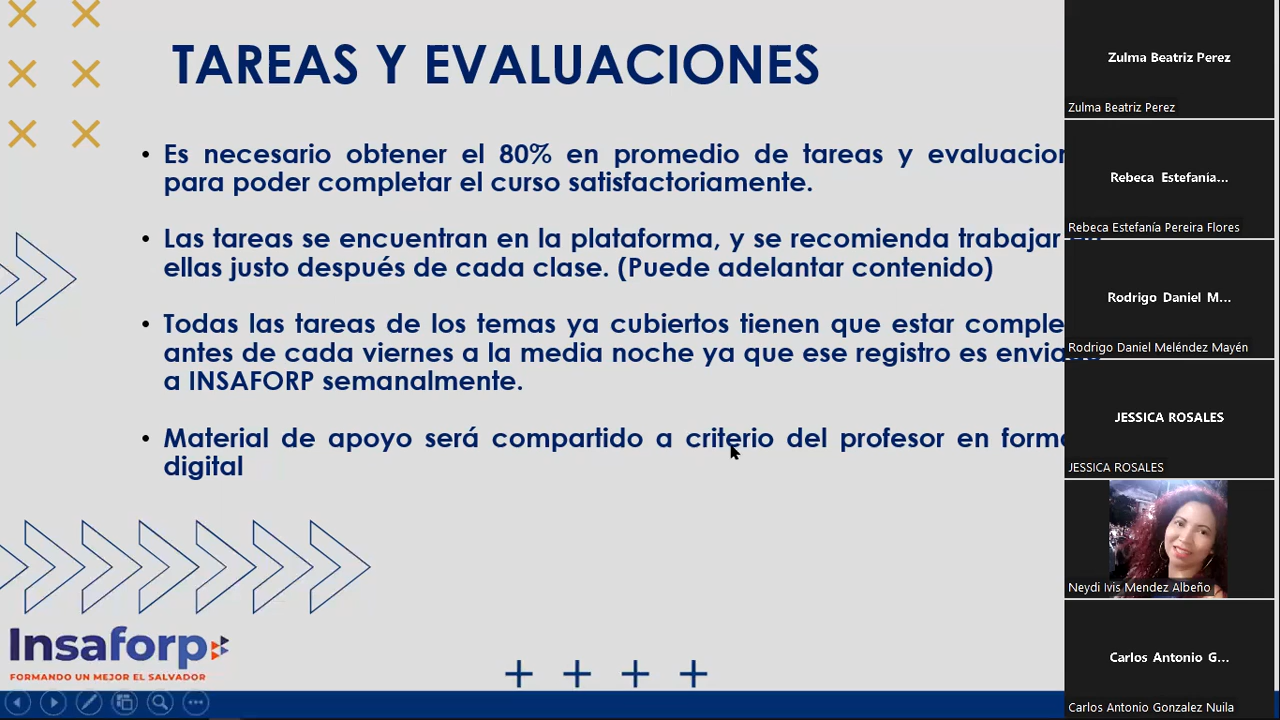 TAREAS Y EVALUACIONES
• Es necesario obtener el 80% en promedio de tareas y
para poder completar el curso satisfactoriamente.
• Las tareas se encuentran en la plataforma, y se recomienda trabajar
ellas justo después de cada clase. (Puede adelantar contenido)
• Todas las tareas de los temas ya cubiertos tienen que estar
antes de cada viernes a la media noche ya que ese registro es
a INSAFORP semanalmente.
• Material de apoyo será compartido a criterio del profesor en
digital
Insaforp
FORMANDO UN MEJOR EL SALVADOR
Zulma Beatriz Perez
Zulma Beatriz Perez
Rebeca Estefanía...
Rebeca Estefanía Pereira Flores
Rodrigo Daniel M...
Rodrigo Daniel Meléndez Mayén
JESSICA ROSALES
JESSICA ROSALES
Neydi Ivis Mendez Albeño
Carlos Antonio G...
Carlos Antonio Gonzalez Nuila